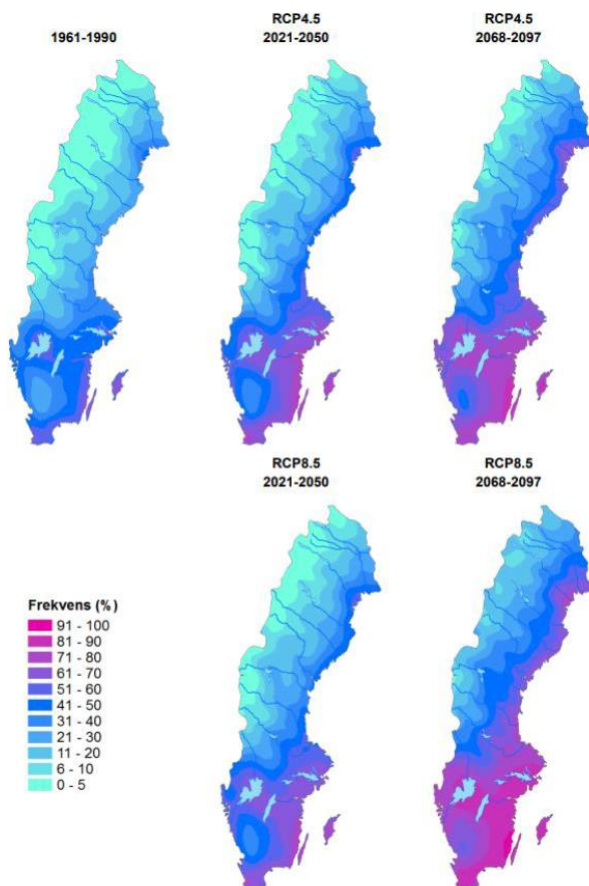 1961-1990
RCP4.5
2021-2050
RCP4.5
2068-2097
RCP8.5
2021-2050
RCP8.5
2068-2097
Frekvens (%)
91 - 100
81 - 90
71 - 80
61 - 70
51 - 60
41 - 50
31 - 40
21 - 30
11 - 20
6 - 10
0 - 5